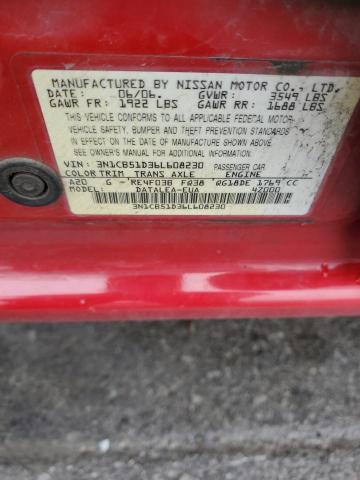 MANUFACTURED BY NISSAN MOTOR CO., LTD.
DATE: 06/06. GVWR: 3549 LBS
GAWR FR: 1922 LBS GAWR RR: 1688 LBS
THIS VEHICLE CONFORMS TO ALL APPLICABLE FEDERAL MOTOR
VEHICLE SAFETY, BUMPER AND THEFT PREVENTION STANDARDS
IN EFFECT ON THE DATE OF MANUFACTURE SHOWN ABOVE.
SEE OWNER'S MANUAL FOR ADDITIONAL INFORMATION.
VIN: 3N1CB51D36L608230 PASSENGER CAR
COLOR TRIM TRANS AXLE ENGINE
A20 G - RE4F03B FQ38 QG18DE 1769 CC
DATALEA-EUA 42000
3N1CB51D36L608230